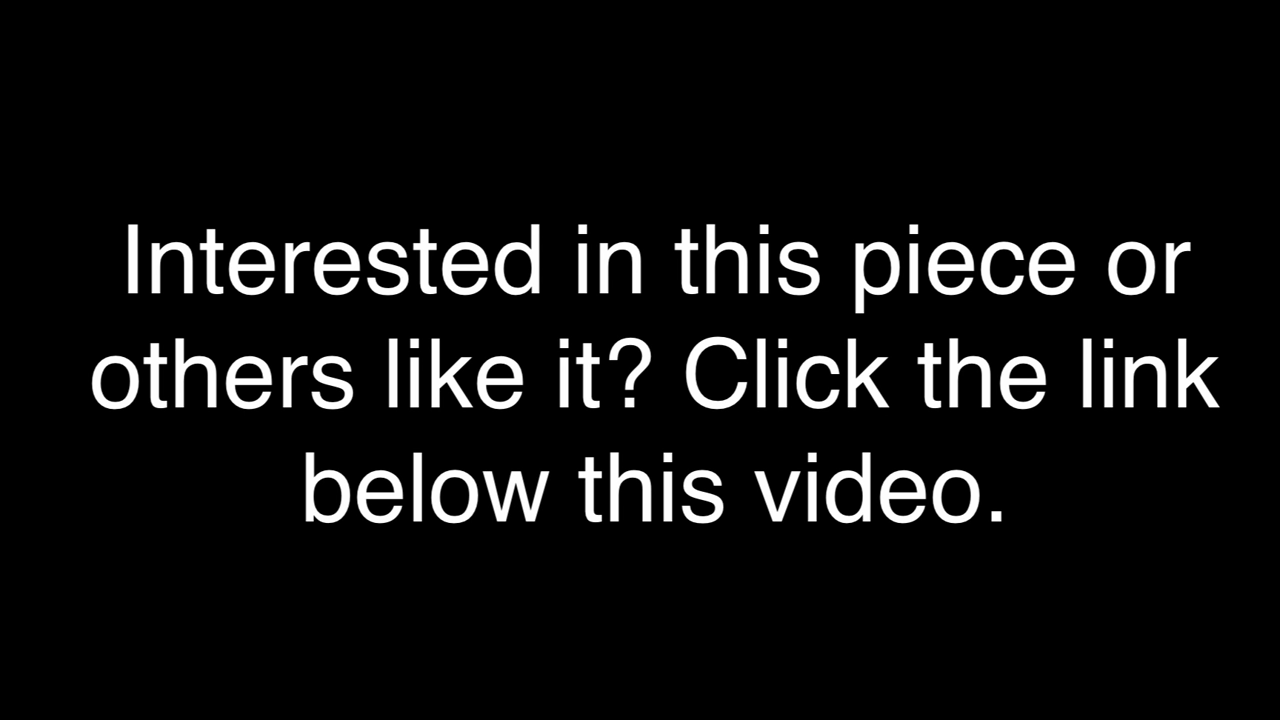 Interested in this piece or
others like it? Click the link
below this video.